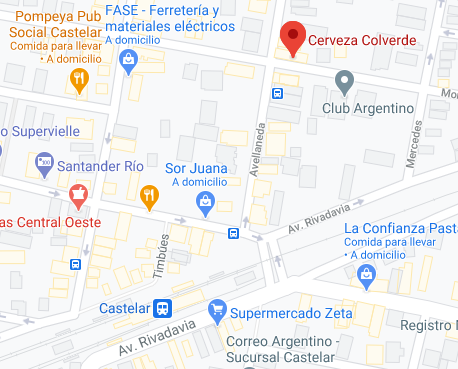 FASE - Ferretería y
materiales eléctricos
A domicilio
Pompeya Pub
Social Castelar
Comida para llevar
• A domicilio
Cerveza Colverde
Club Argentino
Mo
Mercedes
Avellaneda
o Supervielle
Santander Río
Sor Juana
A domicilio
as Central Oeste
Timbúes
Av. Rivadavia
La Confianza Pasta
Comida para llevar
• A domicilio
Castelar
Supermercado Zeta
Av. Rivadavia
Registro N
Correo Argentino -
Sucursal Castelar